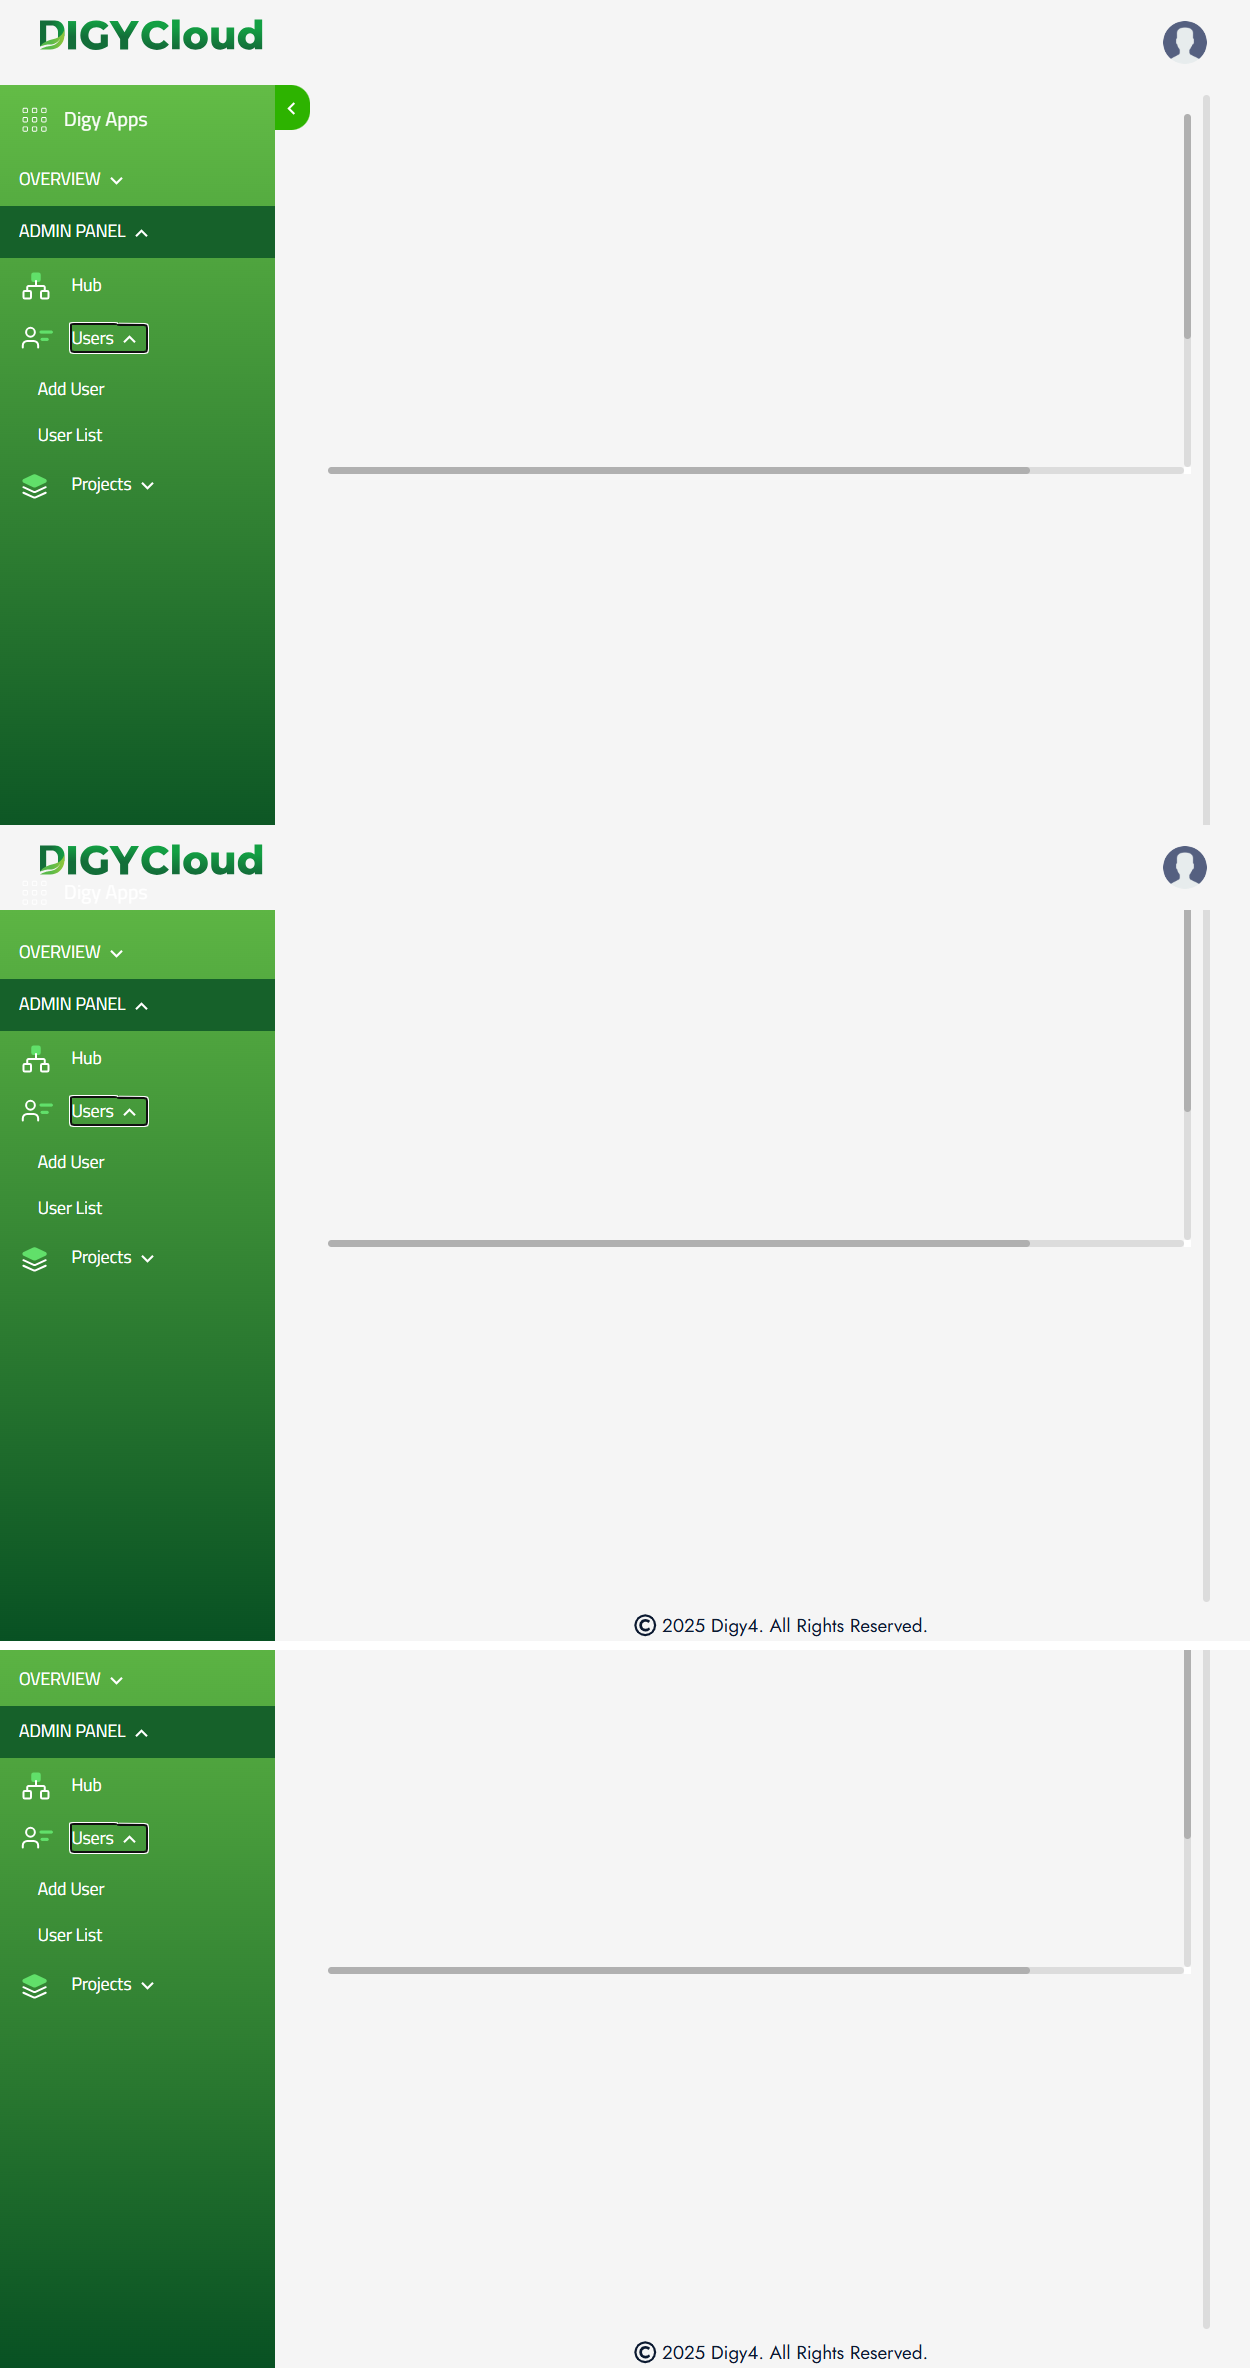 DIGYCloud
Digy Apps
OVERVIEW
ADMIN PANEL
Hub
Users
Add User
User List
Projects
DIGYCloud
Digy Apps
OVERVIEW
ADMIN PANEL
Hub
Users
Add User
User List
Projects
© 2025 Digy4. All Rights Reserved.
OVERVIEW
ADMIN PANEL
Hub
Users
Add User
User List
Projects
© 2025 Digy4. All Rights Reserved.